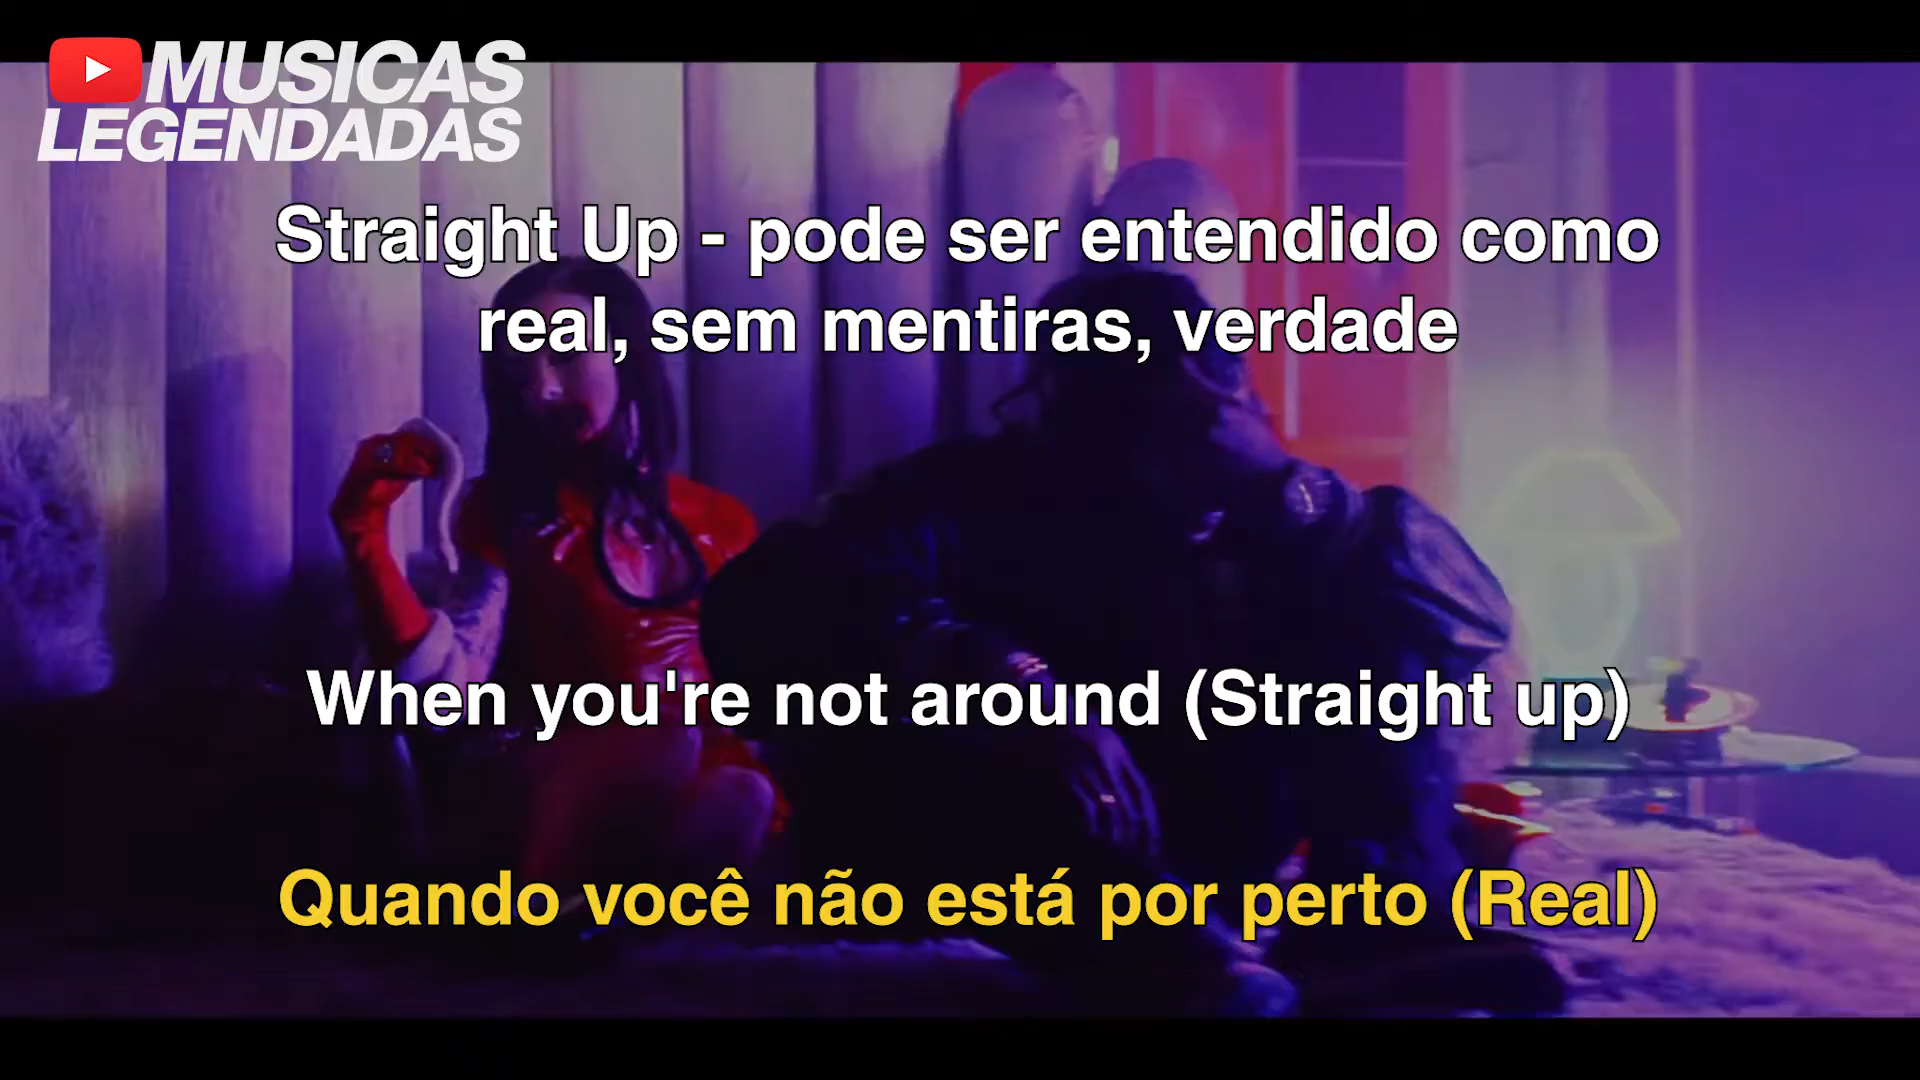 MUSICAS
LEGENDADAS
Straight Up - pode ser entendido como
real, sem mentiras, verdade
When you're not around (Straight up)
Quando você não está por perto (Real)